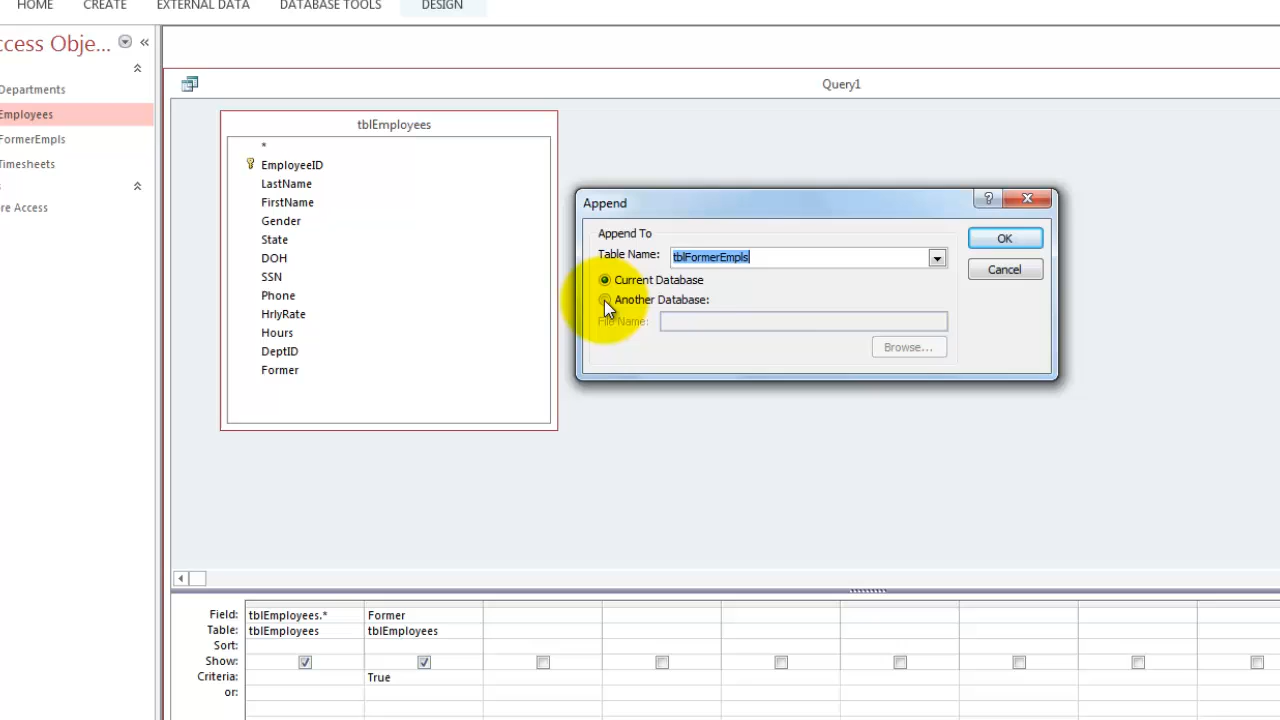 HOME CREATE EXTERNAL DATA DATABASE TOOLS DESIGN
ccess Obje... «
Departments
Employees
FormerEmpls
Timesheets
s
re Access
Query1
tblEmployees
*
EmployeeID
LastName
FirstName
Gender
State
DOH
SSN
Phone
HrlyRate
Hours
DeptID
Former
Append
?
Append To
Table Name: tblFormerEmpls
OK
Current Database
Cancel
Another Database:
File Name:
Browse...
Field: tblEmployees.* Former
Table: tblEmployees tblEmployees
Sort:
Show:
Criteria: True
or: